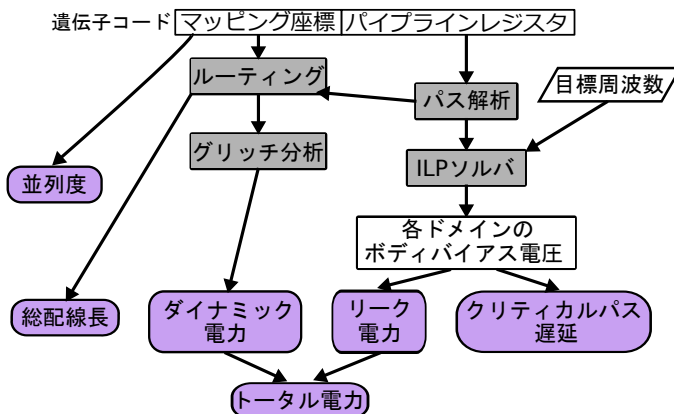 遺伝子コード マッピング座標 パイプラインレジスタ
ルーティング
パス解析
目標周波数
グリッチ分析
ILPソルバ
並列度
各ドメインの
ボディバイアス電圧
総配線長
ダイナミック
電力
リーク
電力
クリティカルパス
遅延
トータル電力